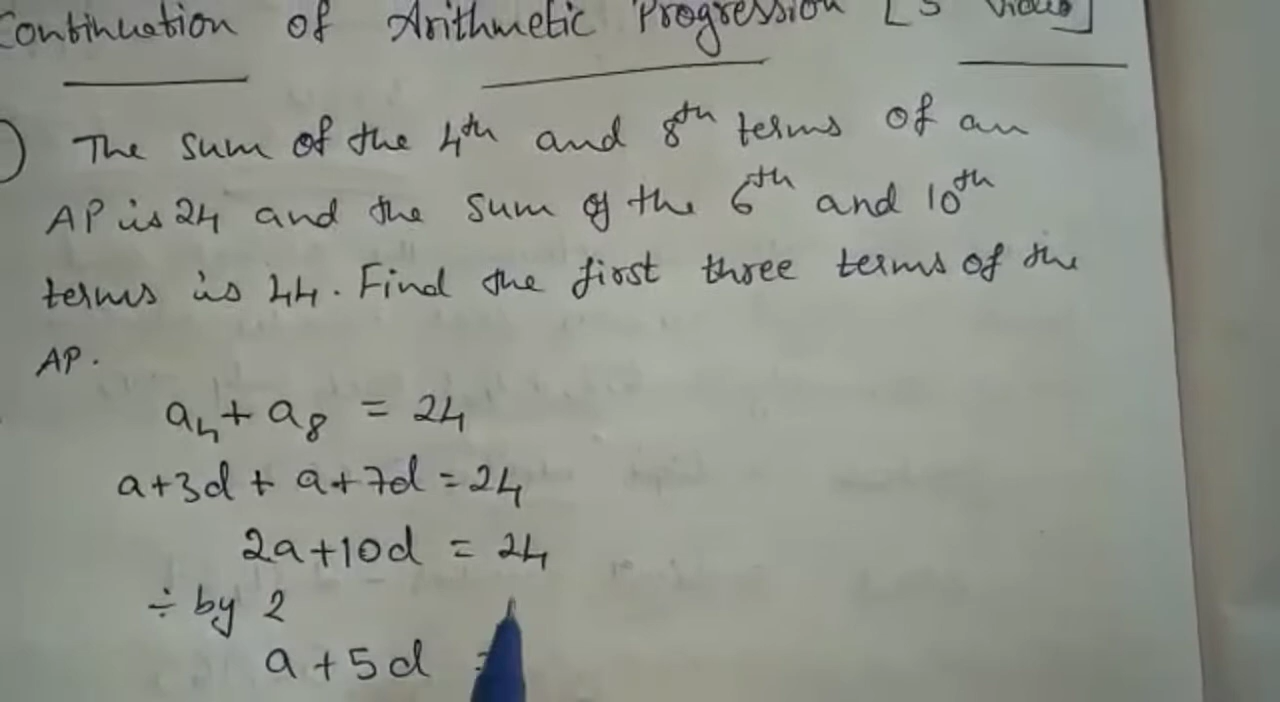 Continuation of Arithmetic Progression [3
The sum of the 4th and 8th terms of an
AP is 24 and the sum of the 6th and 10th
terms is 44. Find the first three terms of the
AP.
a4 + a8 = 24
a+3d + a+7d = 24
2a+10d = 24
÷ by 2
a + 5d =